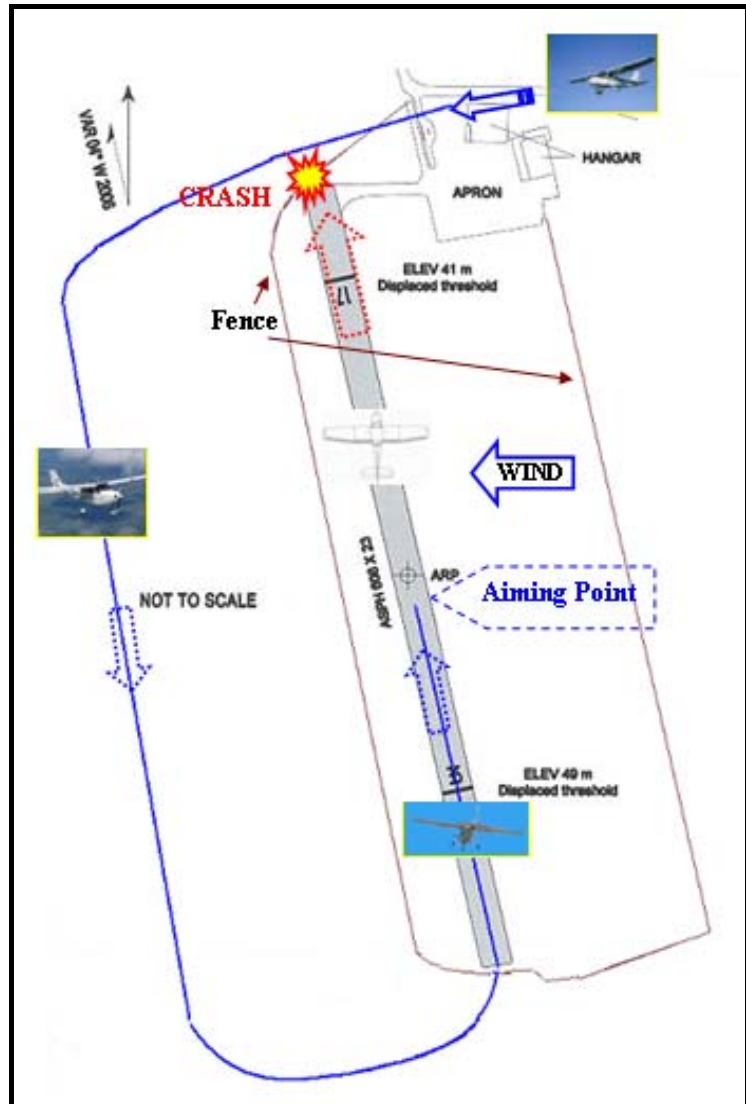 VAR 04° W 2006
HANGAR
APRON
CRASH
ELEV 41 m
Displaced threshold
17
Fence
WIND
ASPH 600 X 23
ARP
Aiming Point
NOT TO SCALE
ELEV 49 m
Displaced threshold